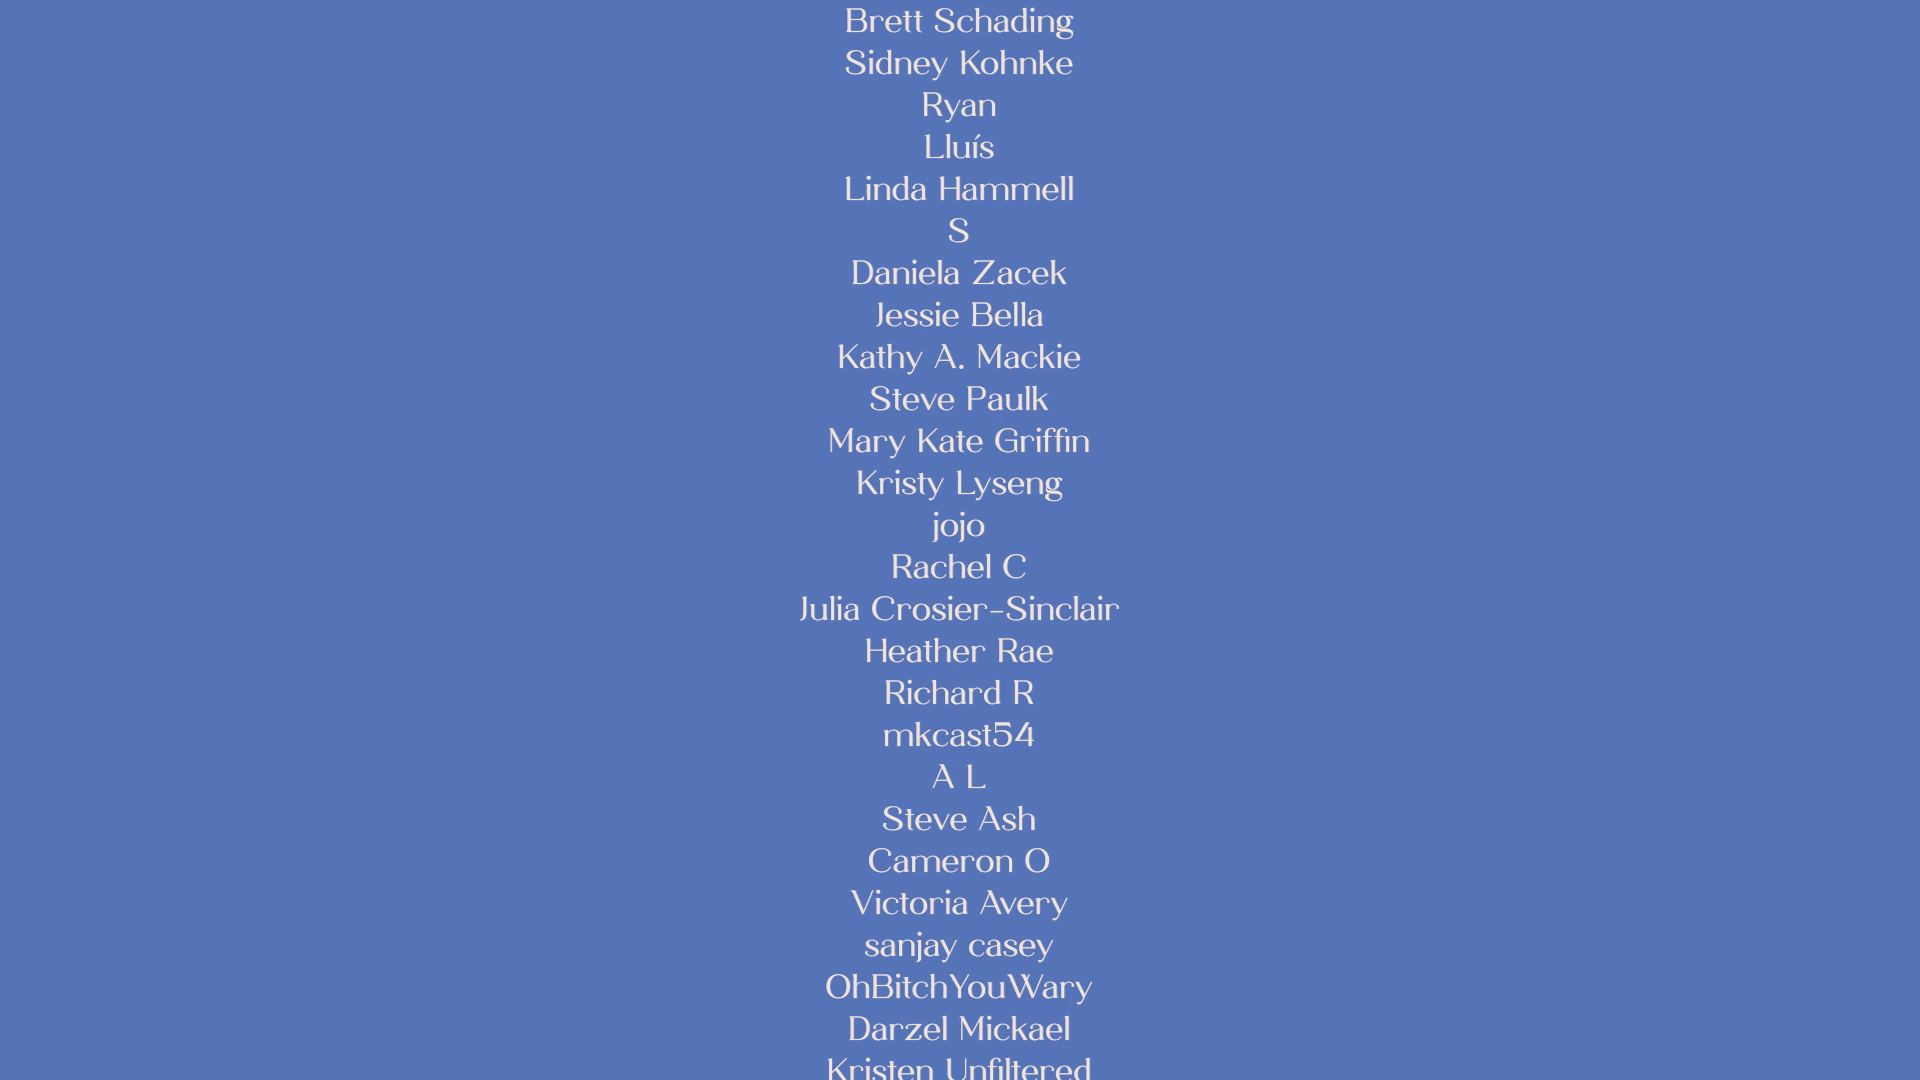 Brett Schading
Sidney Kohnke
Ryan
Lluís
Linda Hammell
S
Daniela Zacek
Jessie Bella
Kathy A. Mackie
Steve Paulk
Mary Kate Griffin
Kristy Lyseng
jojo
Rachel C
Julia Crosier-Sinclair
Heather Rae
Richard R
mkcast54
A L
Steve Ash
Cameron O
Victoria Avery
sanjay casey
OhBitchYouWary
Darzel Mickael
Kristen Unfiltered